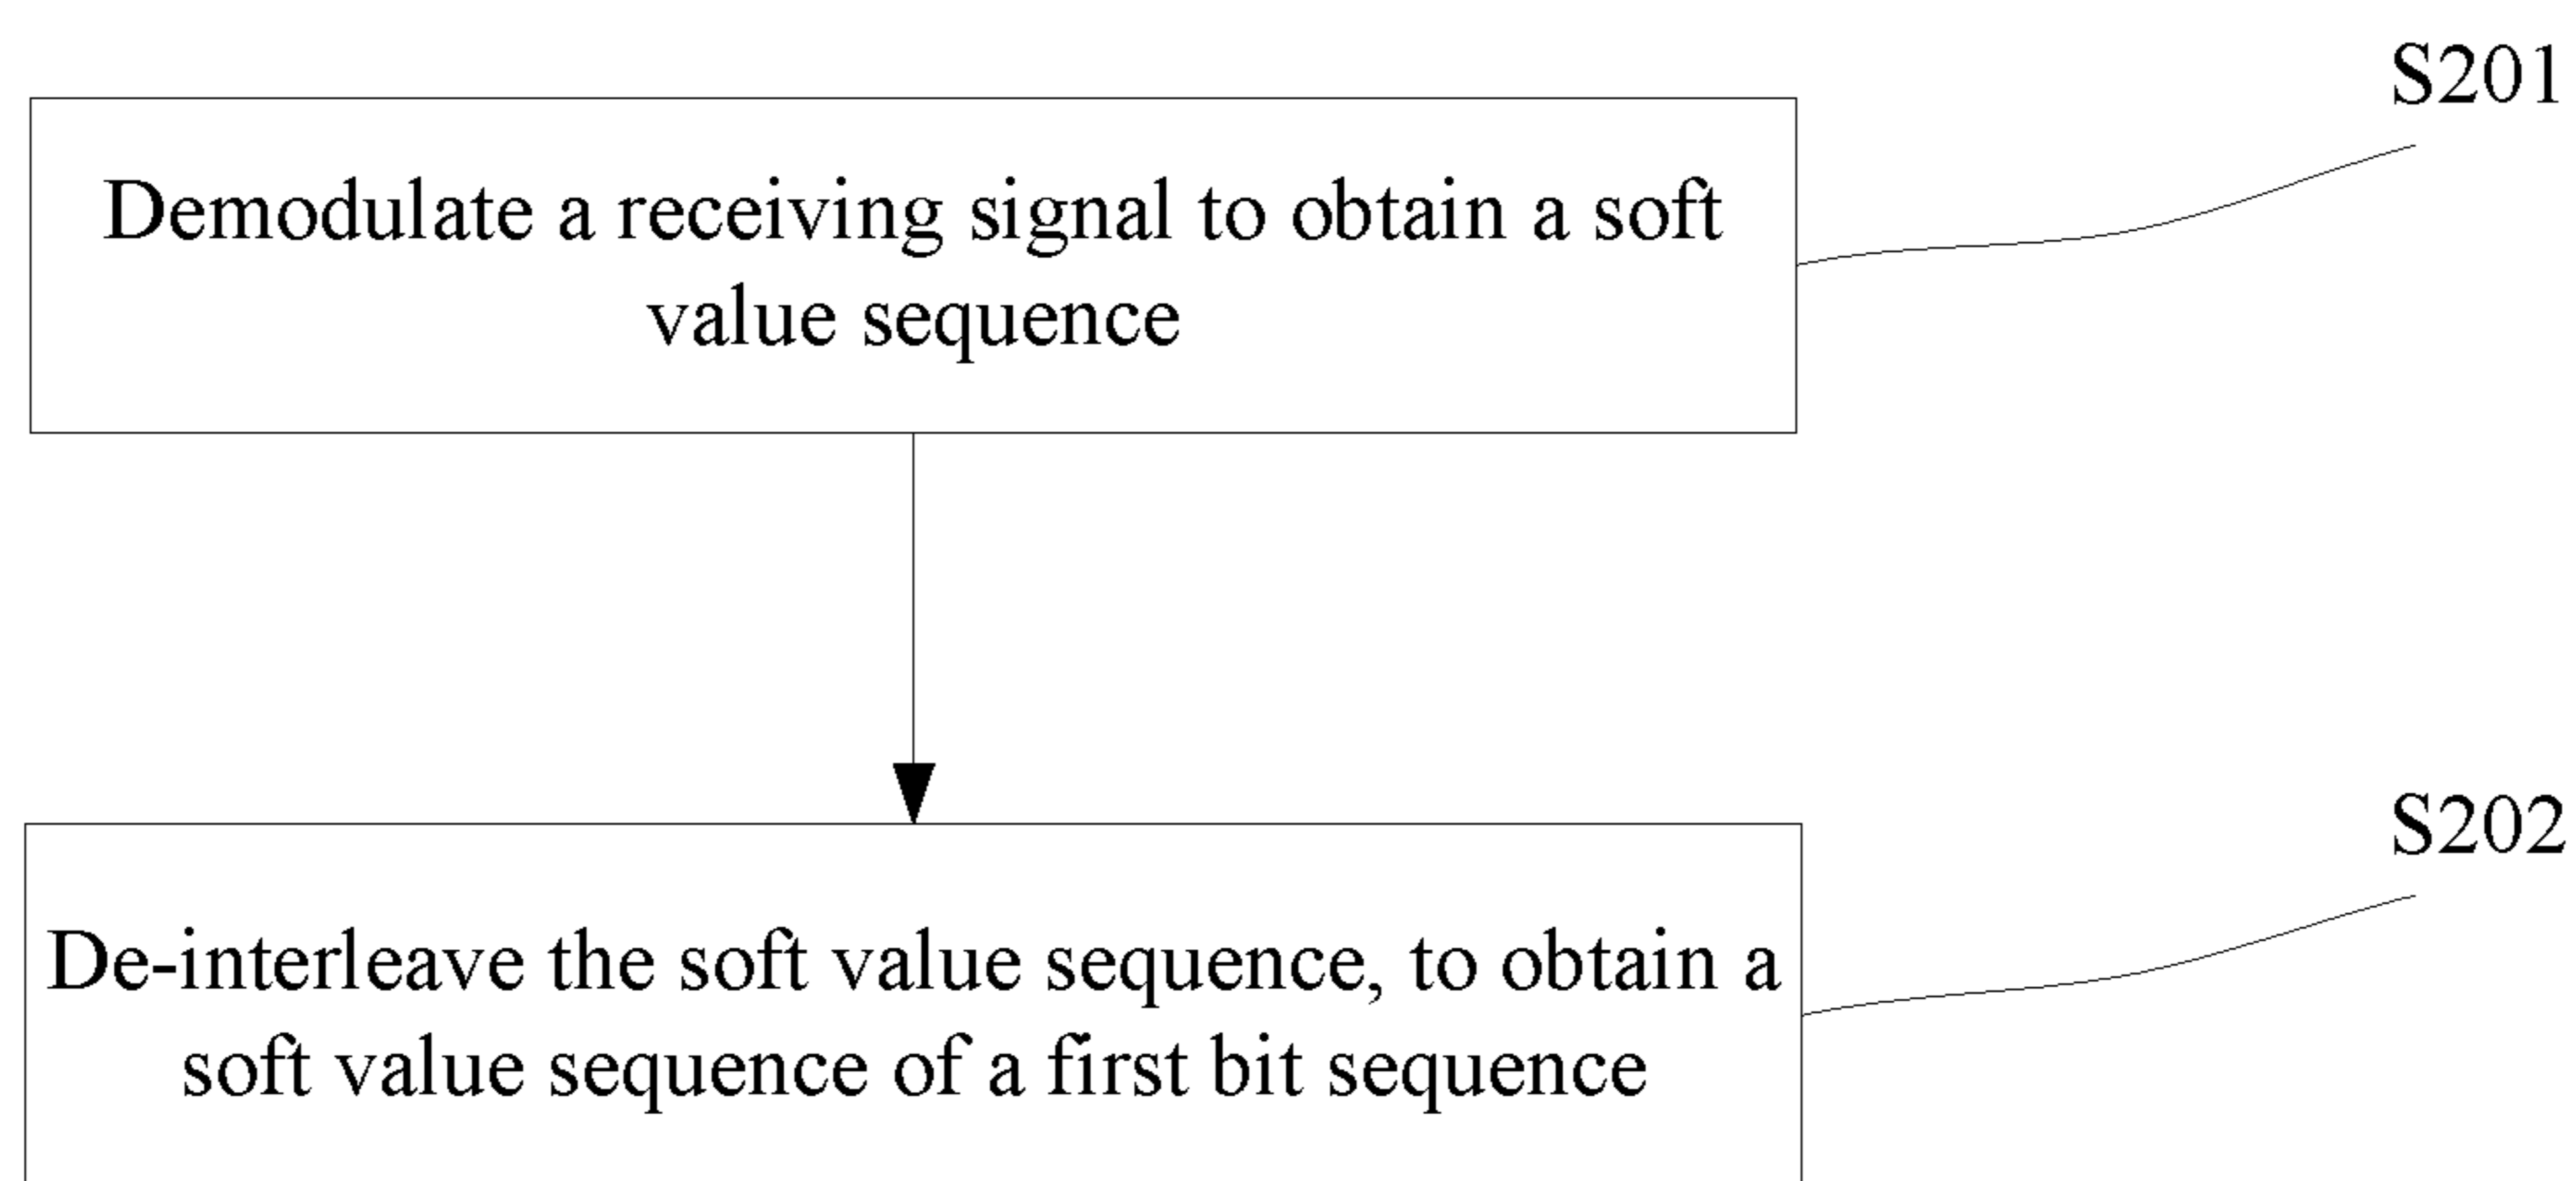 S201
Demodulate a receiving signal to obtain a soft
value sequence
S202
De-interleave the soft value sequence, to obtain a
soft value sequence of a first bit sequence